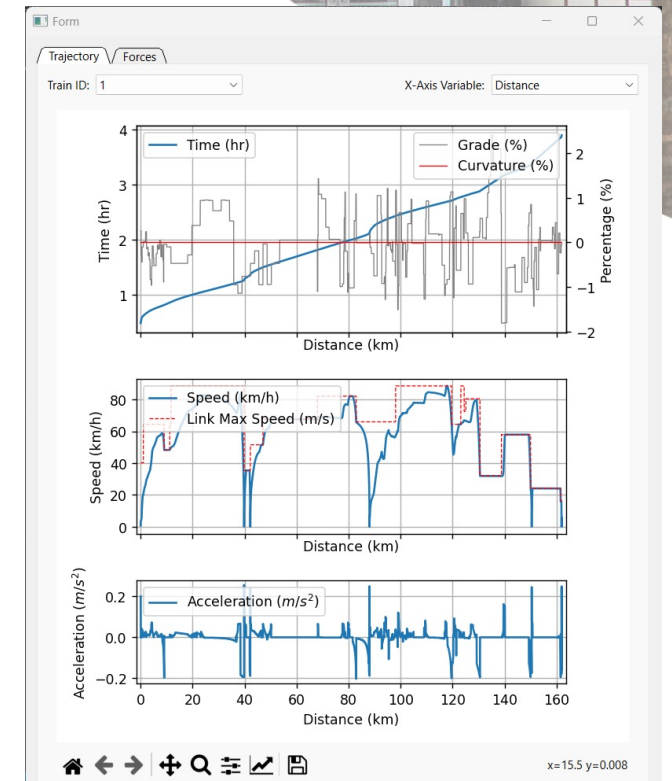 Form
Trajectory Forces
Train ID: 1 X-Axis Variable: Distance
Time (hr) Grade (%)
Curvature (%)
4
3
2
1
2
1
0
−1
−2
Time (hr)
Percentage (%)
Distance (km)
Speed (km/h)
Link Max Speed (m/s)
80
60
40
20
0
Speed (km/h)
Distance (km)
Acceleration (m/s²)
0.2
0.0
−0.2
Acceleration (m/s²)
0 20 40 60 80 100 120 140 160
Distance (km)
x=15.5 y=0.008